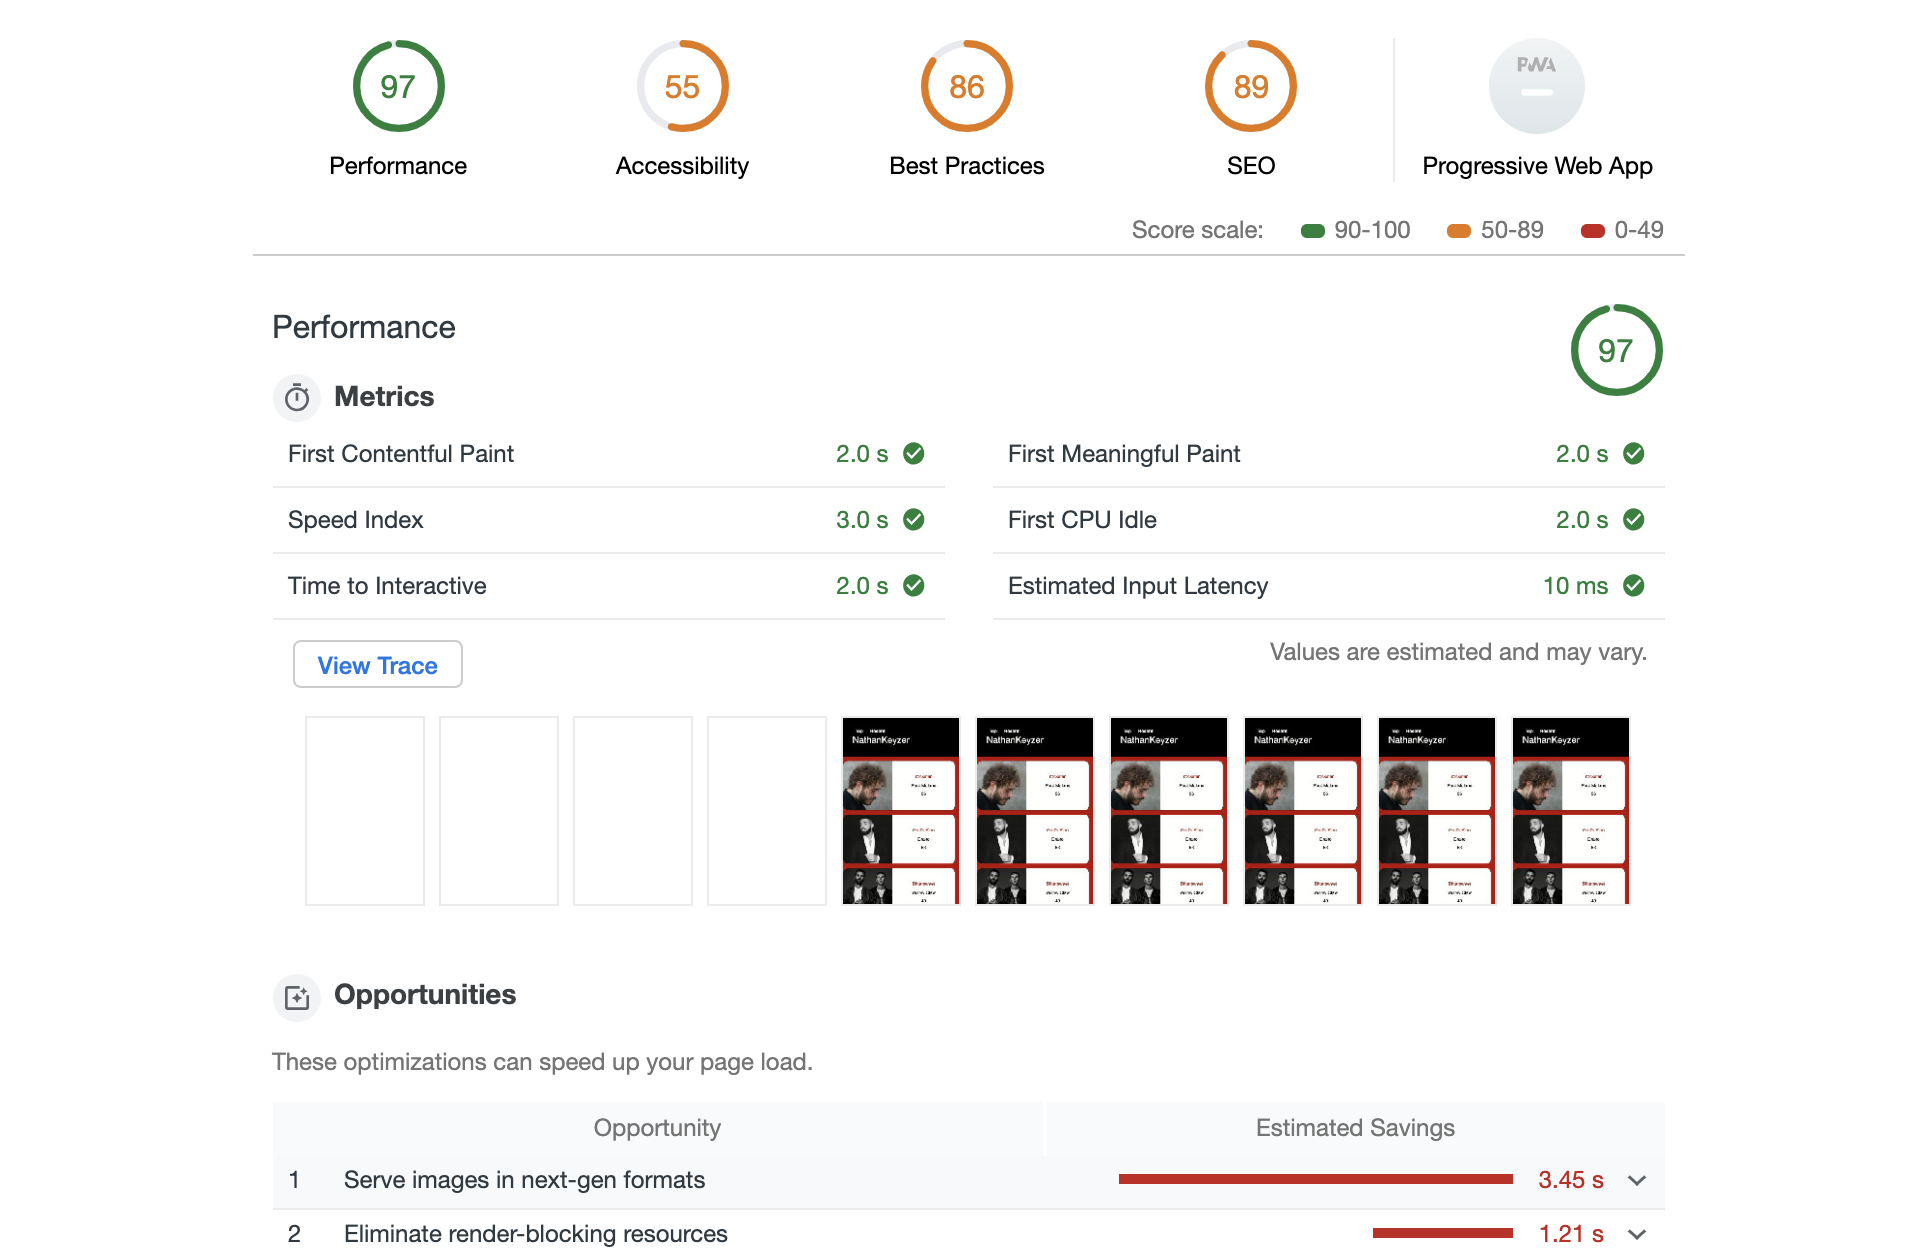 97
55
86
89
PWA
Performance
Accessibility
Best Practices
SEO
Progressive Web App
Score scale: 90-100 50-89 0-49
Performance
97
Metrics
First Contentful Paint 2.0 s
First Meaningful Paint 2.0 s
Speed Index 3.0 s
First CPU Idle 2.0 s
Time to Interactive 2.0 s
Estimated Input Latency 10 ms
View Trace
Values are estimated and may vary.
NathanKeyzer
NathanKeyzer
NathanKeyzer
NathanKeyzer
NathanKeyzer
NathanKeyzer
Opportunities
These optimizations can speed up your page load.
Opportunity Estimated Savings
1 Serve images in next-gen formats 3.45 s
2 Eliminate render-blocking resources 1.21 s